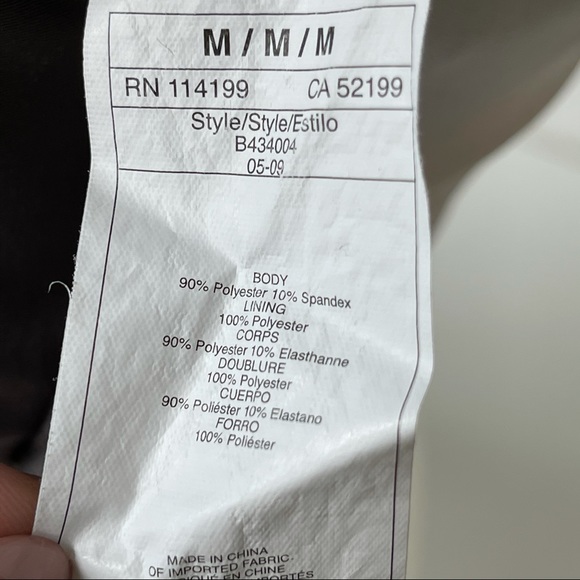 M / M / M
RN 114199 CA 52199
Style/Style/Estilo
B434004
05-09
BODY
90% Polyester 10% Spandex
LINING
100% Polyester
CORPS
90% Polyester 10% Elasthanne
DOUBLURE
100% Polyester
CUERPO
90% Poliéster 10% Elastano
FORRO
100% Poliéster
MADE IN CHINA
OF IMPORTED FABRIC.
EN CHINE